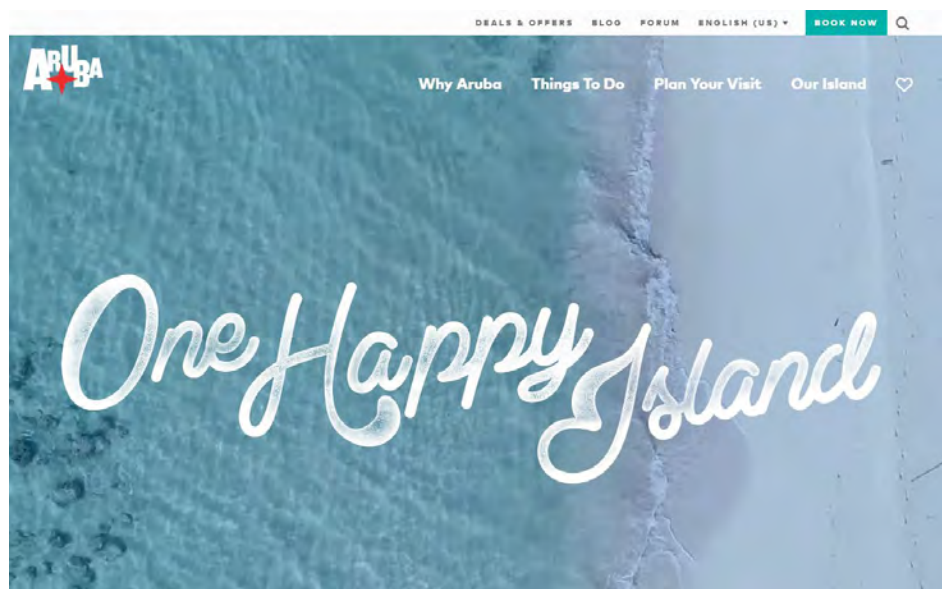 DEALS & OFFERS BLOG FORUM ENGLISH (US) BOOK NOW
ARUBA
Why Aruba Things To Do Plan Your Visit Our Island
One Happy Island